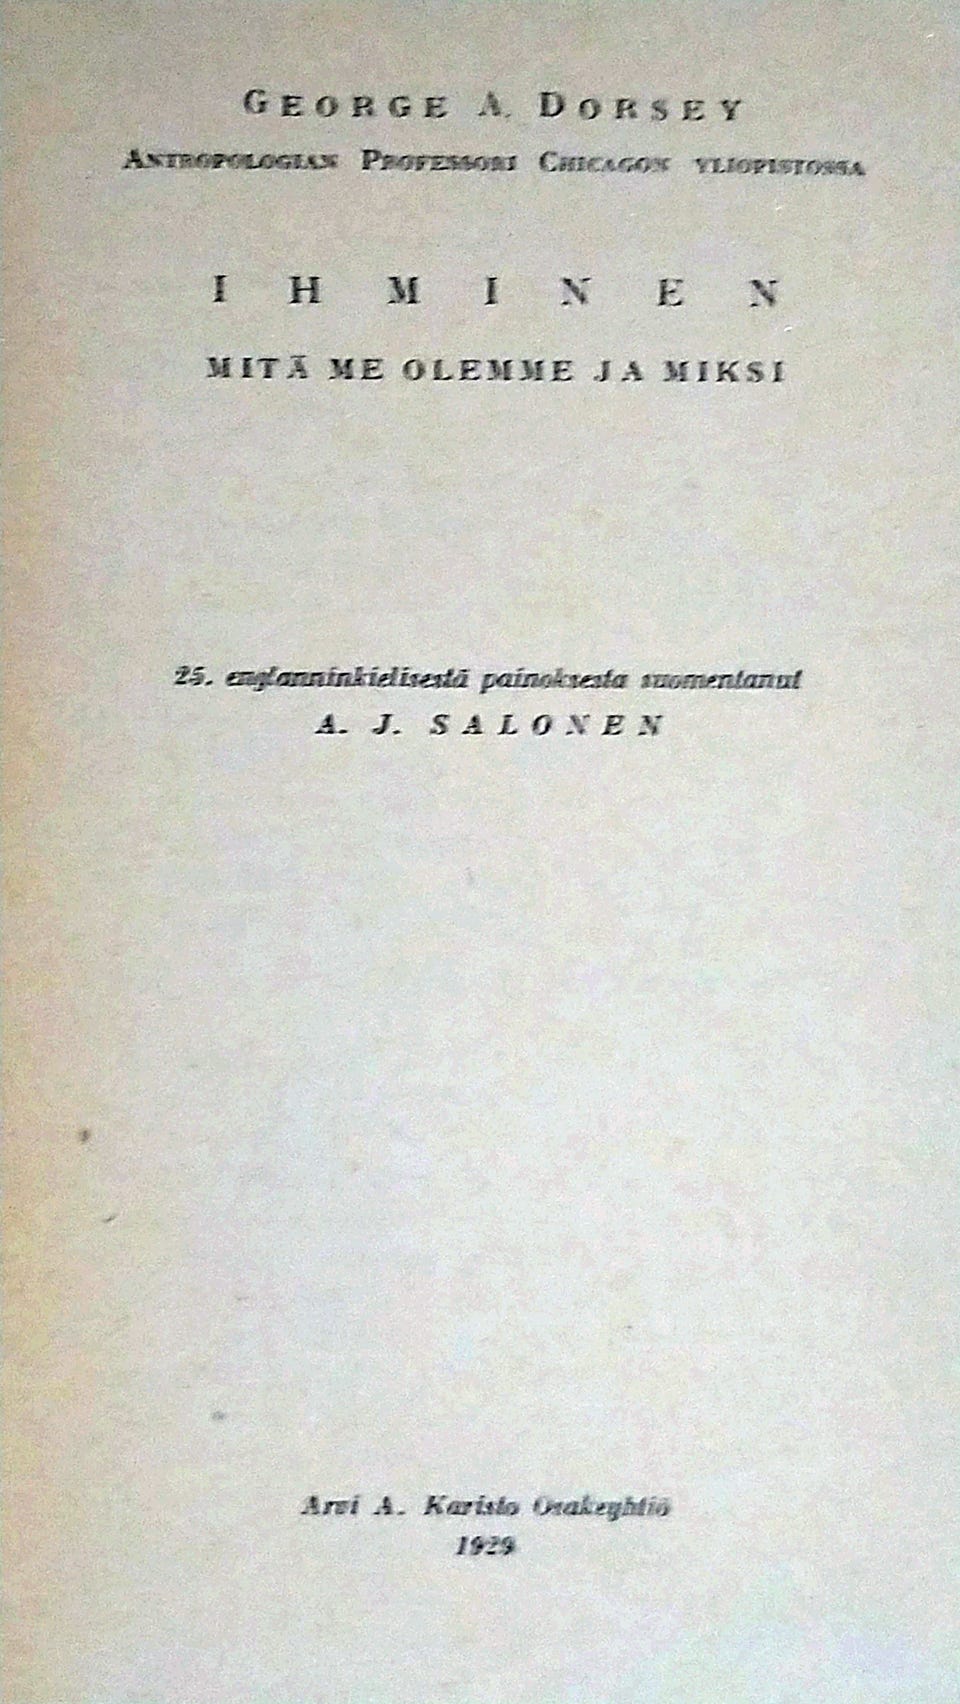 GEORGE A. DORSEY
ANTROPOLOGIAN PROFESSORI CHICAGON YLIOPISTOSSA
IHMINEN
MITÄ ME OLEMME JA MIKSI
25. englanninkielisestä painoksesta suomentanut
A. J. SALONEN
Arvi A. Karisto Osakeyhtiö
1929